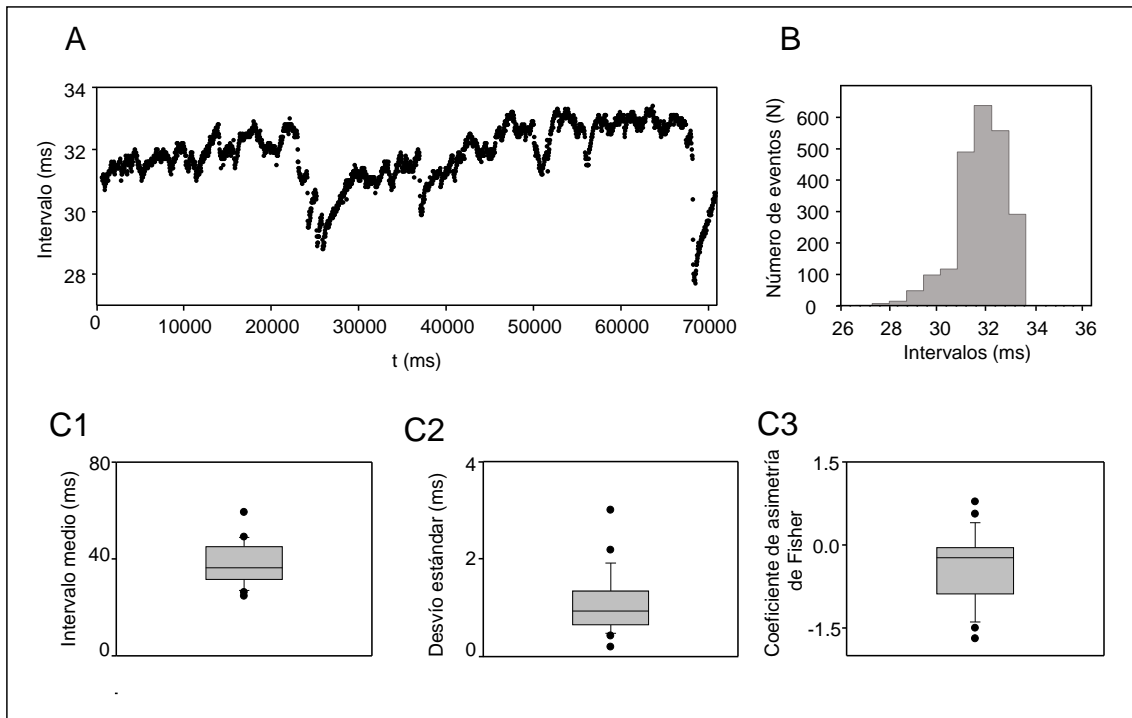 A
Intervalo (ms)
34
32
30
28
0 10000 20000 30000 40000 50000 60000 70000
t (ms)
B
Número de eventos (N)
600
500
400
300
200
100
0
26 28 30 32 34 36
Intervalos (ms)
C1
Intervalo medio (ms)
80
40
0
C2
Desvío estándar (ms)
4
2
0
C3
Coeficiente de asimetría
de Fisher
1.5
0.0
-1.5